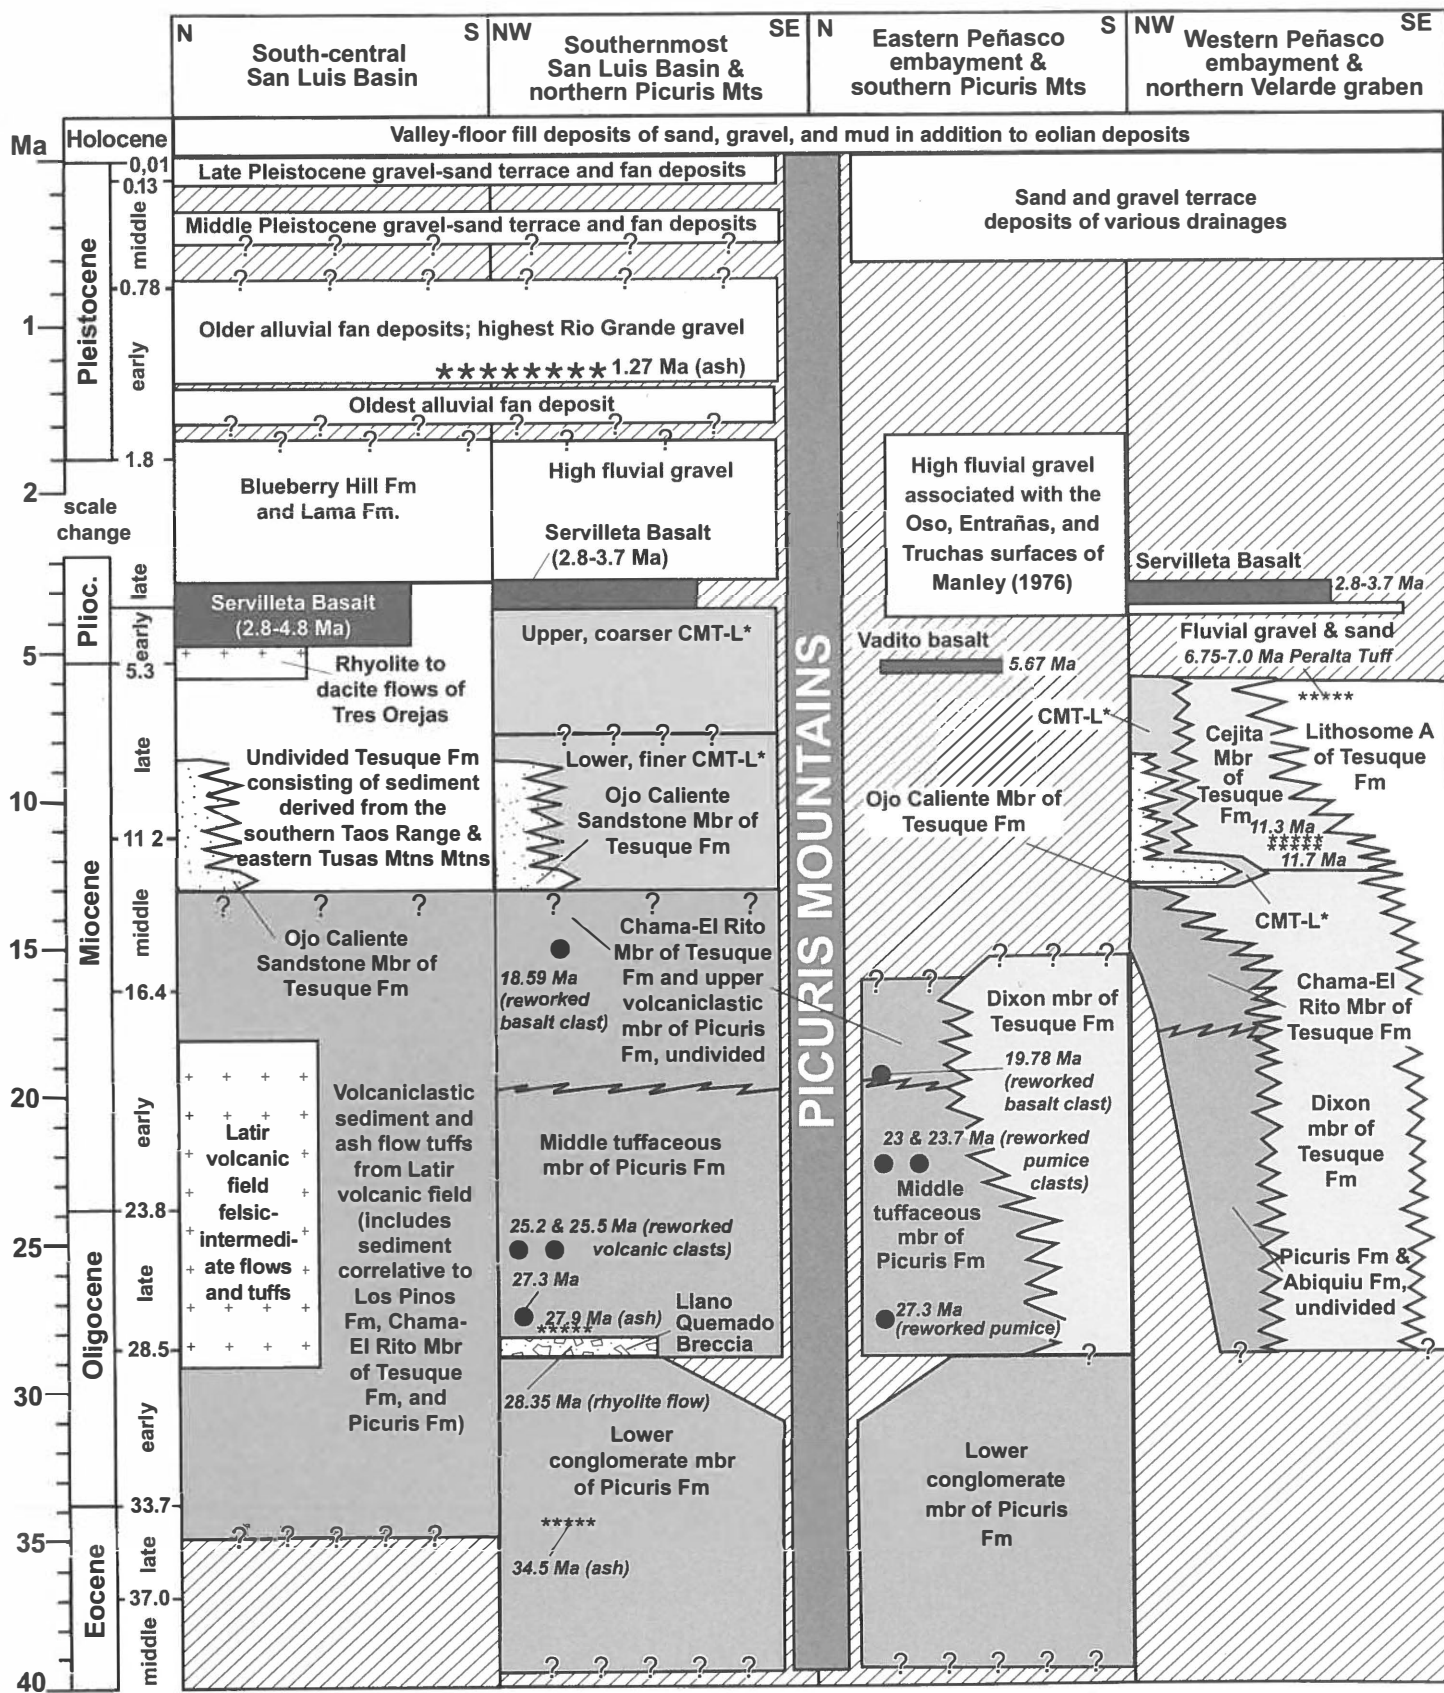 N
South-central
San Luis Basin
S
NW
Southernmost
San Luis Basin &
northern Picuris Mts
SE
N
Eastern Peñasco
embayment &
southern Picuris Mts
S
NW
Western Peñasco
embayment &
northern Velarde graben
SE
Ma
Holocene
Valley-floor fill deposits of sand, gravel, and mud in addition to eolian deposits
0,01
0.13
0.78
1.8
5.3
11 2
16.4
23.8
28.5
33.7
37.0
1
2
scale
change
5
10
15
20
25
30
35
40
Pleistocene
middle
early
Plioc.
late
early
Miocene
late
middle
early
Oligocene
late
early
Eocene
late
middle
Late Pleistocene gravel-sand terrace and fan deposits
Middle Pleistocene gravel-sand terrace and fan deposits
? ? ? ? ? ?
? ? ? ? ? ?
Older alluvial fan deposits; highest Rio Grande gravel
******** 1.27 Ma (ash)
Oldest alluvial fan deposit
? ? ? ? ? ?
? ? ? ? ?
Blueberry Hill Fm
and Lama Fm.
Servilleta Basalt
(2.8-4.8 Ma)
Rhyolite to
dacite flows of
Tres Orejas
Undivided Tesuque Fm
consisting of sediment
derived from the
southern Taos Range &
eastern Tusas Mtns Mtns
? ? ?
Ojo Caliente
Sandstone Mbr of
Tesuque Fm
Latir
volcanic
field
felsic-
intermedi-
ate flows
and tuffs
Volcaniclastic
sediment and
ash flow tuffs
from Latir
volcanic field
(includes
sediment
correlative to
Los Pinos
Fm, Chama-
El Rito Mbr
of Tesuque
Fm, and
Picuris Fm)
? ? ? ? ?
High fluvial gravel
Servilleta Basalt
(2.8-3.7 Ma)
Upper, coarser CMT-L*
? ? ? ?
Lower, finer CMT-L*
Ojo Caliente
Sandstone Mbr of
Tesuque Fm
? ? ?
Chama-El Rito
Mbr of Tesuque
Fm and upper
volcaniclastic
mbr of Picuris
Fm, undivided
18.59 Ma
(reworked
basalt clast)
Middle tuffaceous
mbr of Picuris Fm
25.2 & 25.5 Ma (reworked
volcanic clasts)
27.3 Ma
27.9 Ma (ash)
*****
Llano
Quemado
Breccia
28.35 Ma (rhyolite flow)
Lower
conglomerate mbr
of Picuris Fm
*****
34.5 Ma (ash)
? ? ? ? ?
PICURIS MOUNTAINS
Sand and gravel terrace
deposits of various drainages
High fluvial gravel
associated with the
Oso, Entrañas, and
Truchas surfaces of
Manley (1976)
Vadito basalt
5.67 Ma
Ojo Caliente Mbr of
Tesuque Fm
? ? ?
? ?
Dixon mbr of
Tesuque Fm
19.78 Ma
(reworked
basalt clast)
23 & 23.7 Ma (reworked
pumice
clasts)
Middle
tuffaceous
mbr of
Picuris Fm
27.3 Ma
(reworked pumice)
?
Lower
conglomerate
mbr of Picuris
Fm
? ? ? ? ?
Servilleta Basalt
2.8-3.7 Ma
Fluvial gravel & sand
6.75-7.0 Ma Peralta Tuff
*****
CMT-L*
Cejita
Mbr
of
Tesuque
Fm
Lithosome A
of Tesuque
Fm
11.3 Ma
*****
*****
11.7 Ma
CMT-L*
Chama-El
Rito Mbr of
Tesuque Fm
Dixon
mbr of
Tesuque
Fm
Picuris Fm &
Abiquiu Fm,
undivided
? ?